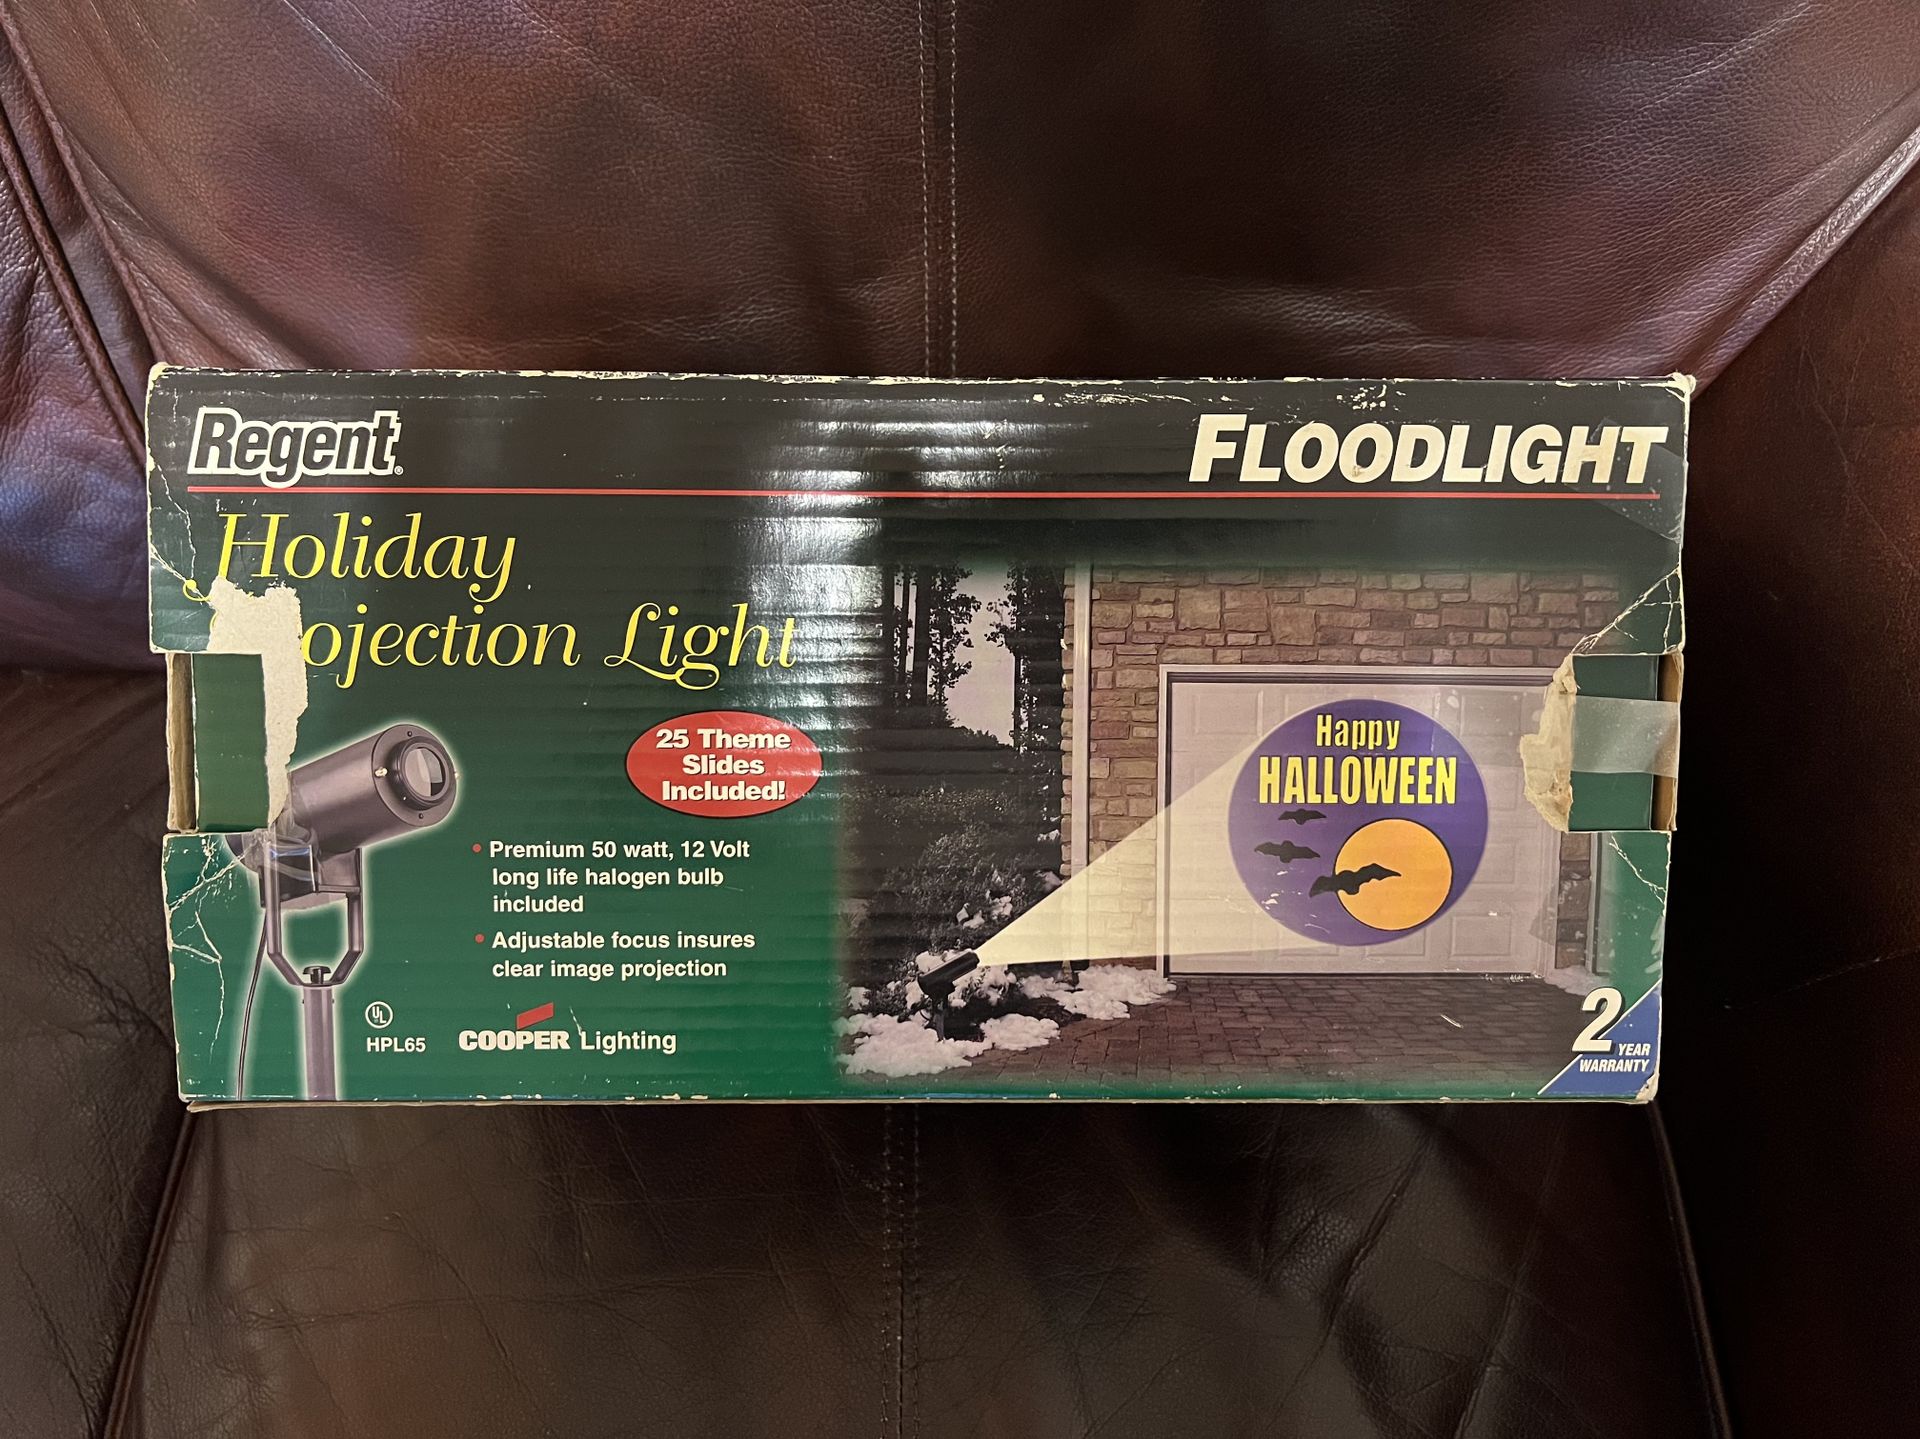 Regent®
FLOODLIGHT
Holiday
ojection Light
25 Theme
Slides
Included!
• Premium 50 watt, 12 Volt
long life halogen bulb
included
• Adjustable focus insures
clear image projection
UL
HPL65
COOPER Lighting
Happy
HALLOWEEN
2 YEAR
WARRANTY